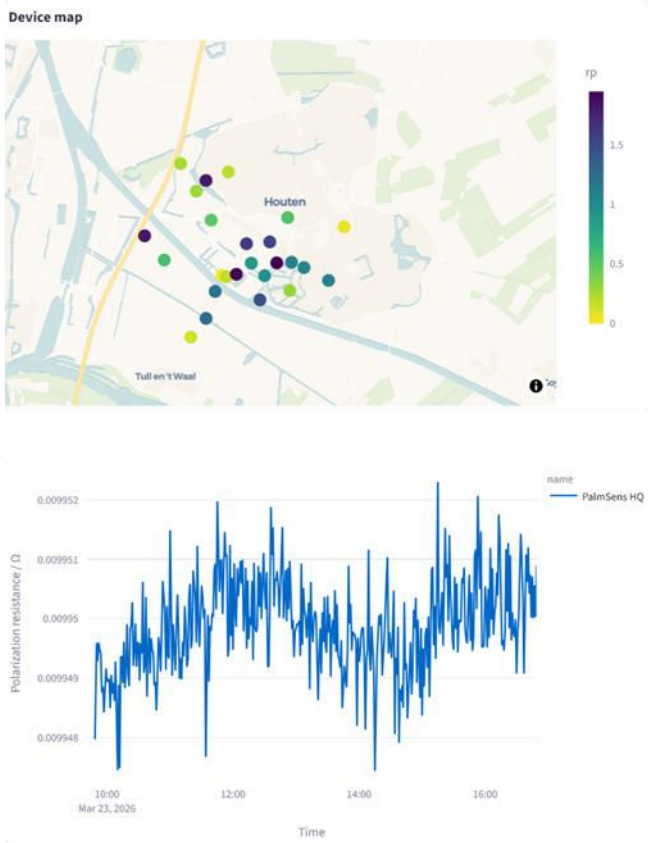 Device map
rp
Houten
1.5
1
0.5
0
Tull en 't Waal
name
PalmSens HQ
0.009952
0.009951
0.00995
0.009949
0.009948
Polarization resistance / Ω
10:00
12:00
14:00
16:00
Mar 23, 2026
Time